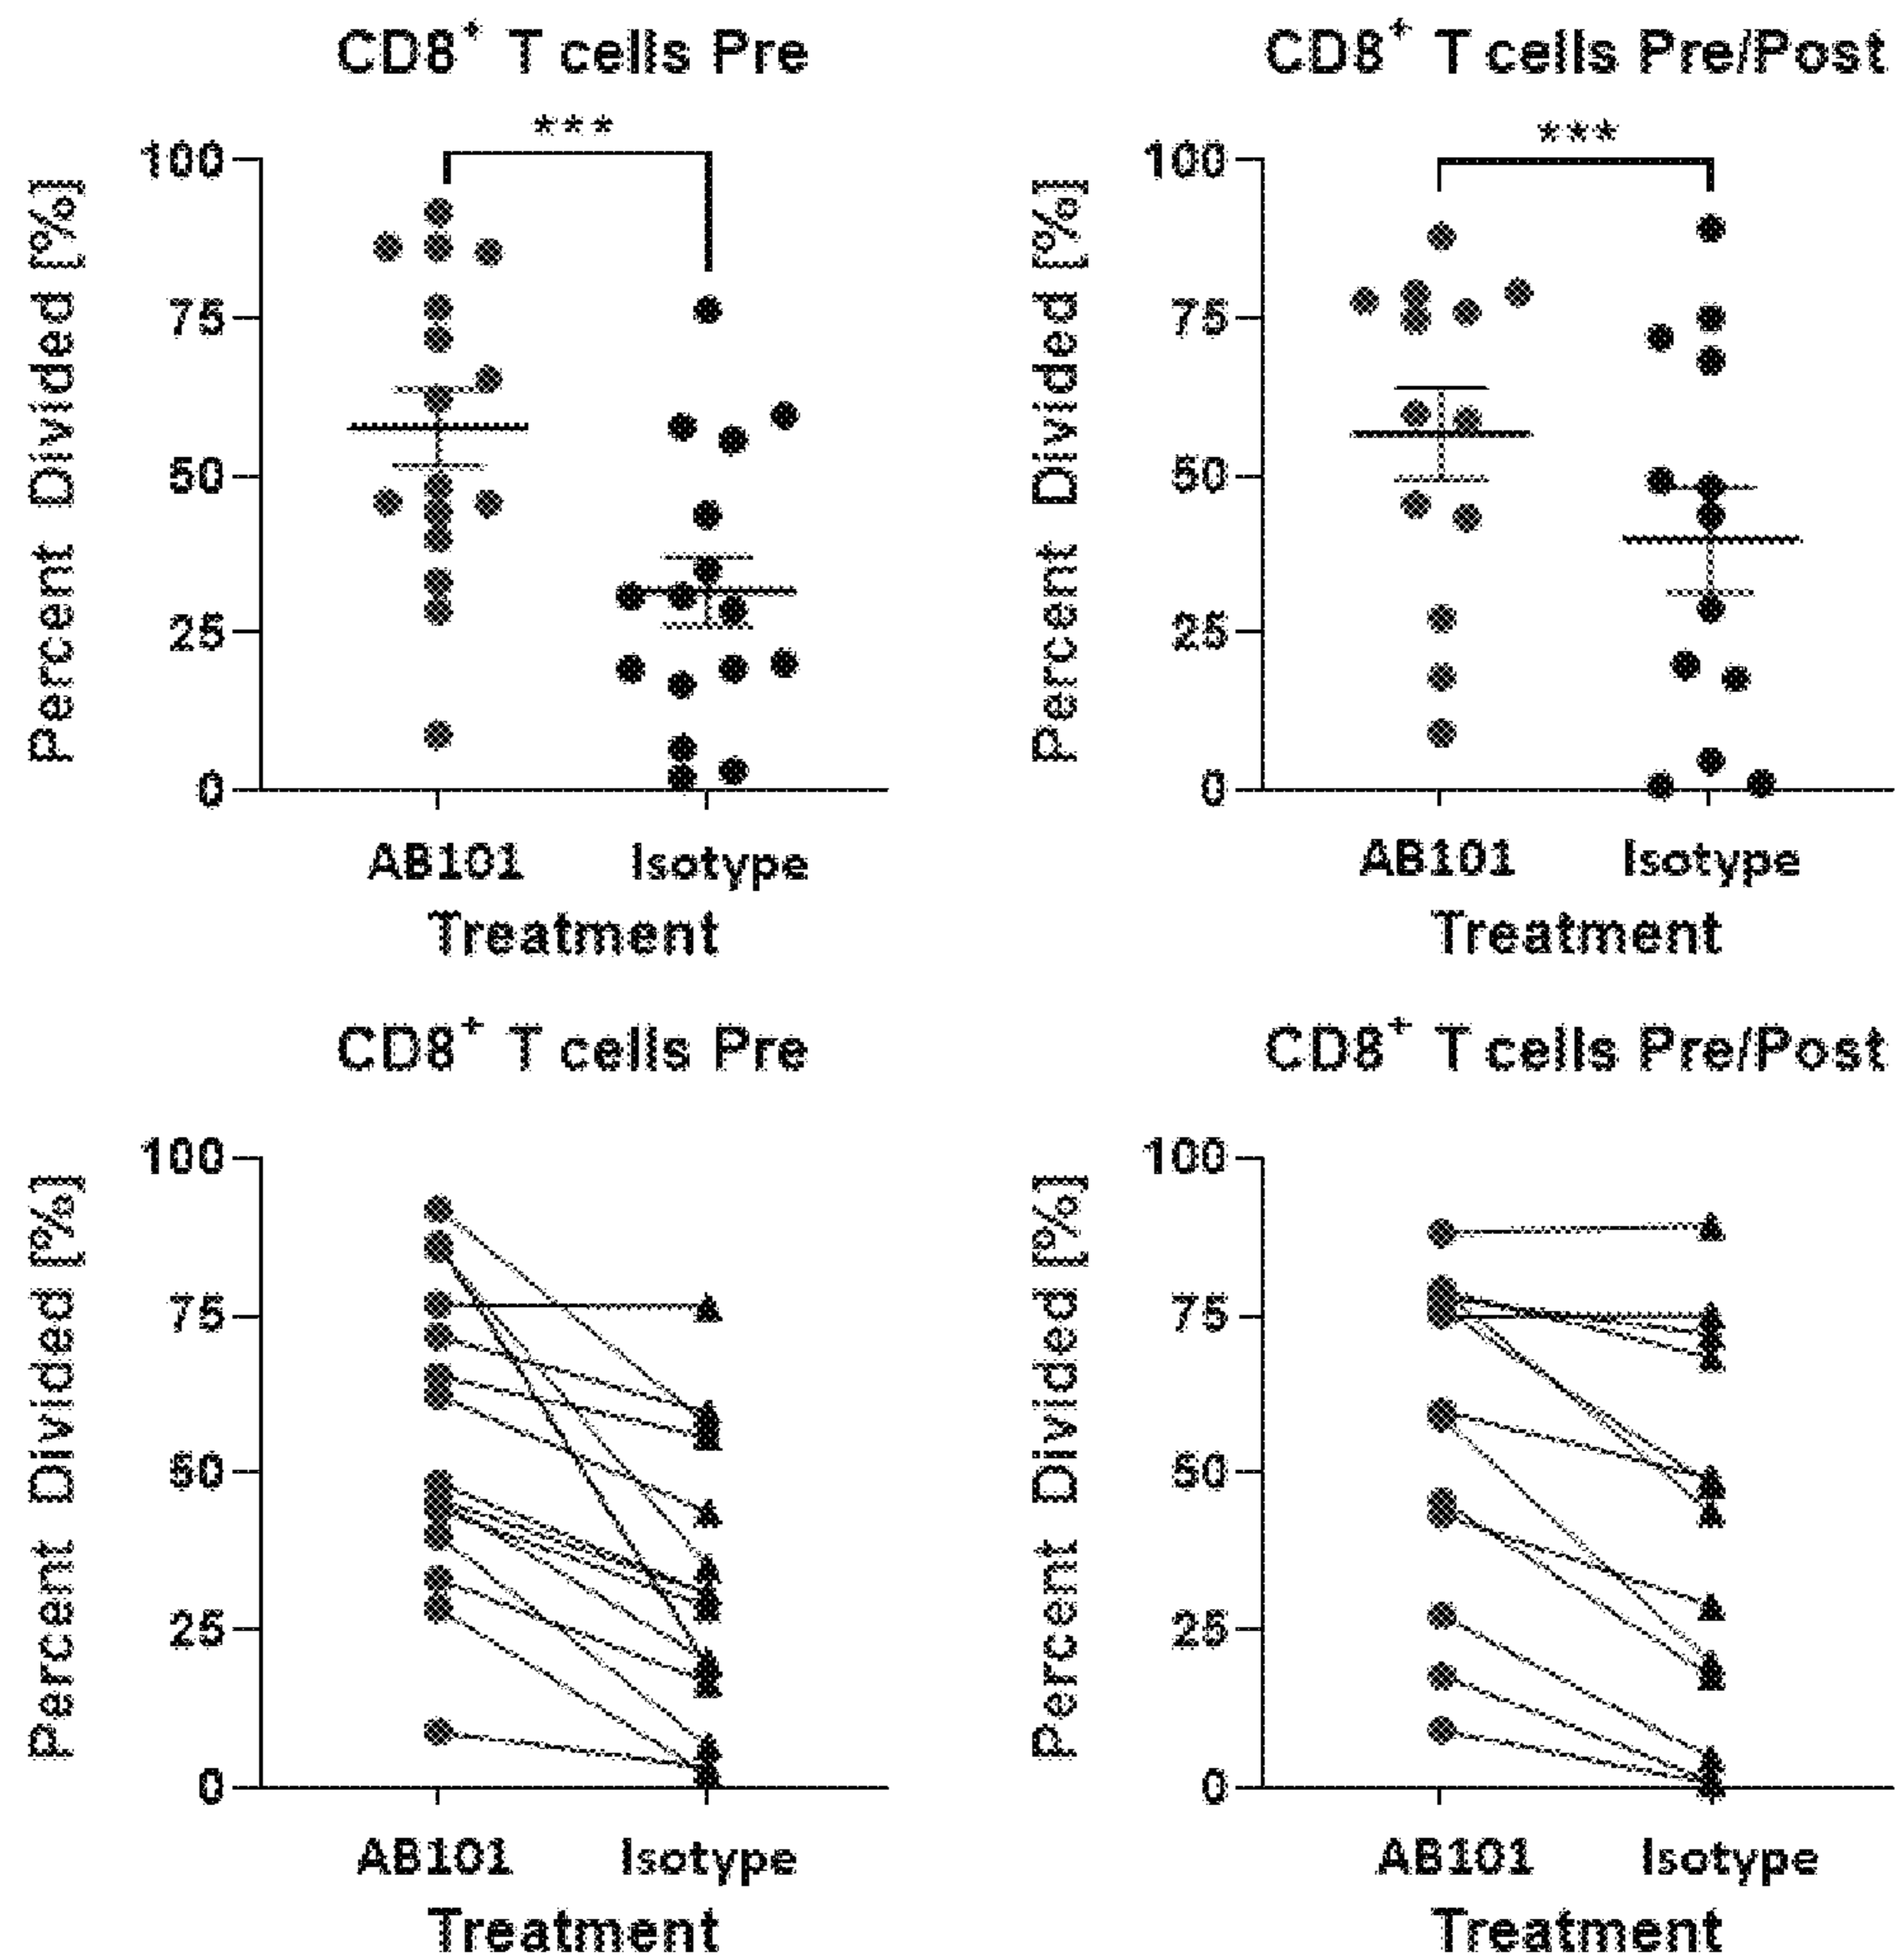 CD8⁺ T cells Pre
***
Percent Divided [%]
100
75
50
25
0
AB101 Isotype
Treatment
CD8⁺ T cells Pre/Post
***
Percent Divided [%]
100
75
50
25
0
AB101 Isotype
Treatment
CD8⁺ T cells Pre
Percent Divided [%]
100
75
50
25
0
AB101 Isotype
Treatment
CD8⁺ T cells Pre/Post
Percent Divided [%]
100
75
50
25
0
AB101 Isotype
Treatment